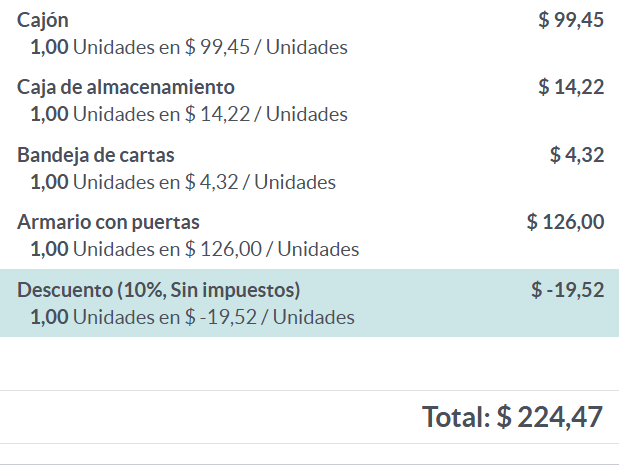 Cajón $ 99,45
1,00 Unidades en $ 99,45 / Unidades
Caja de almacenamiento $ 14,22
1,00 Unidades en $ 14,22 / Unidades
Bandeja de cartas $ 4,32
1,00 Unidades en $ 4,32 / Unidades
Armario con puertas $ 126,00
1,00 Unidades en $ 126,00 / Unidades
Descuento (10%, Sin impuestos) $ -19,52
1,00 Unidades en $ -19,52 / Unidades
Total: $ 224,47